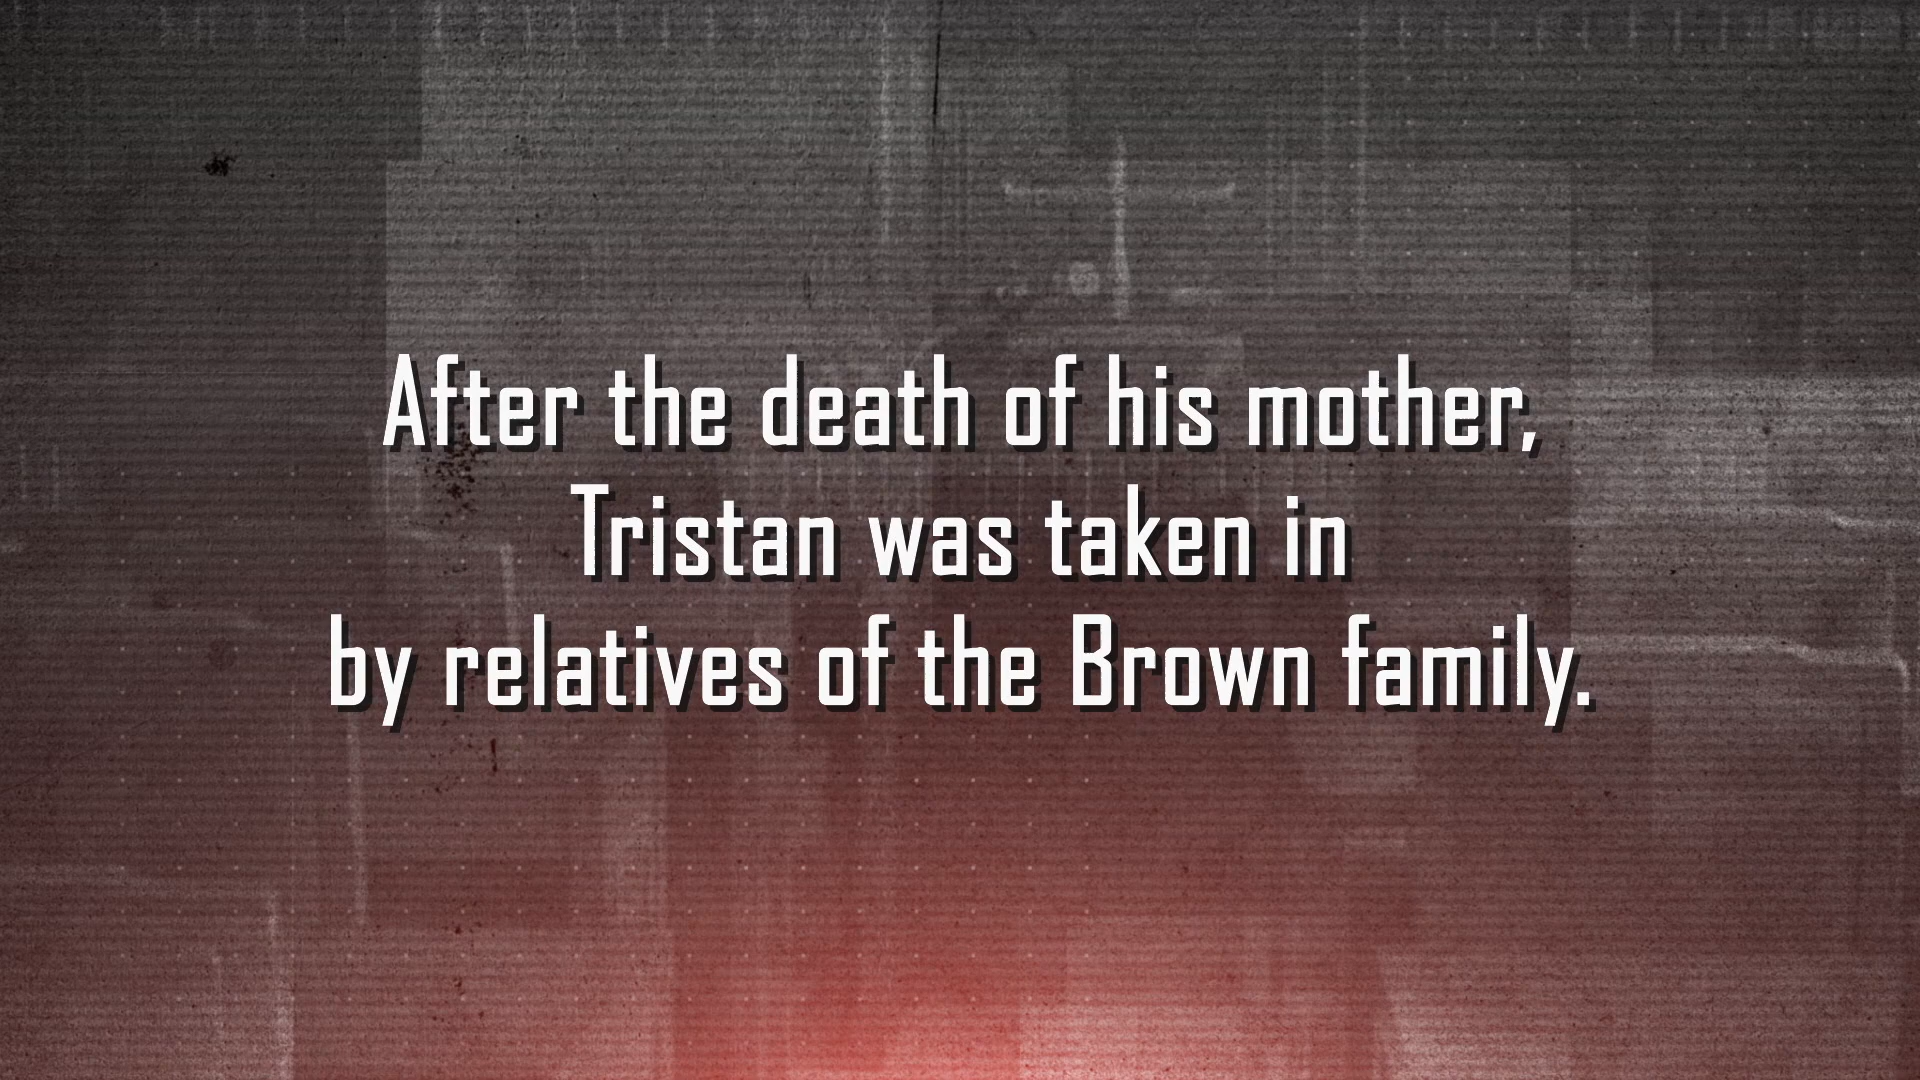 After the death of his mother,
Tristan was taken in
by relatives of the Brown family.